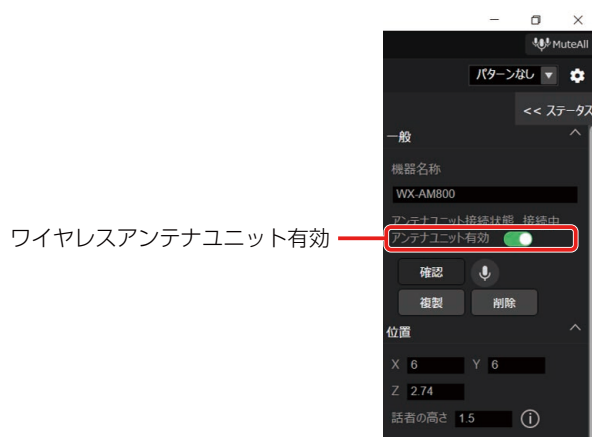 MuteAll
パターンなし
<< ステータス
一般
機器名称
WX-AM800
アンテナユニット接続状態 接続中
ワイヤレスアンテナユニット有効
アンテナユニット有効
確認
複製 削除
位置
X 6 Y 6
Z 2.74
話者の高さ 1.5